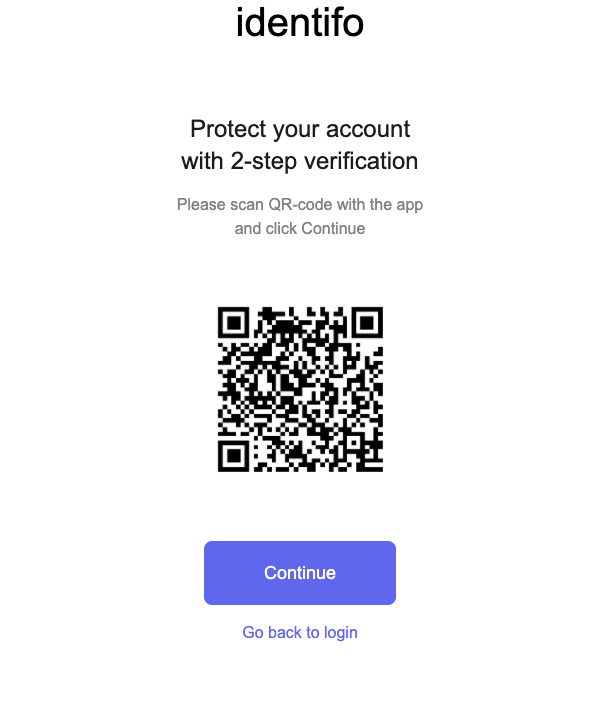 identifo
Protect your account
with 2-step verification
Please scan QR-code with the app
and click Continue
Continue
Go back to login